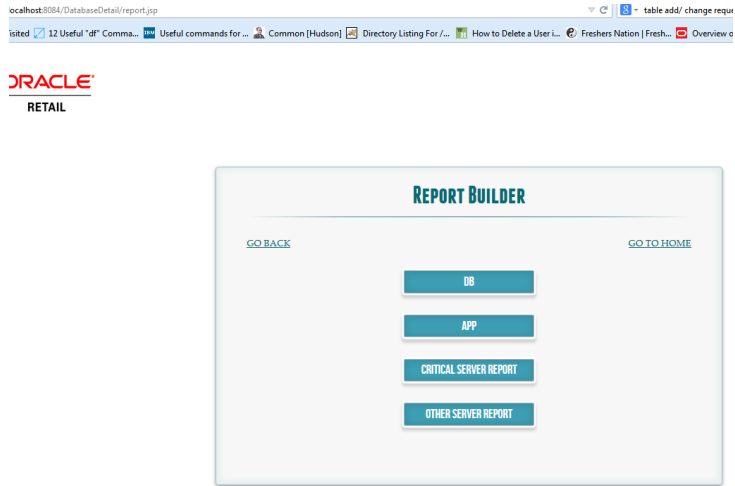 localhost:8084/DatabaseDetail/report.jsp table add/ change reque
isited 12 Useful "df" Comma... Useful commands for ... Common [Hudson] Directory Listing For /... How to Delete a User i... Freshers Nation | Fresh... Overview o
ORACLE
RETAIL
REPORT BUILDER
GO BACK GO TO HOME
DB
APP
CRITICAL SERVER REPORT
OTHER SERVER REPORT